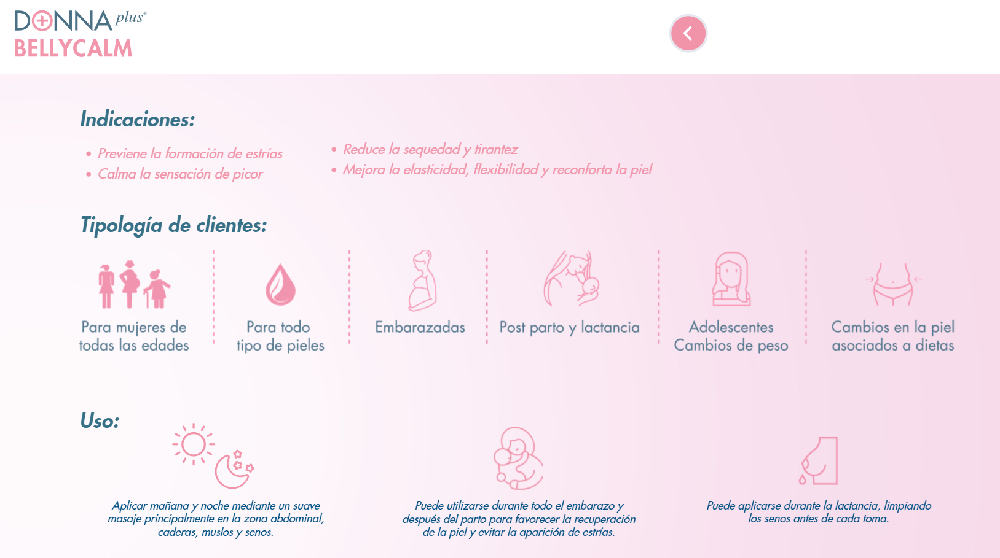 DONNA plus®
BELLYCALM
Indicaciones:
• Previene la formación de estrías
• Calma la sensación de picor
• Reduce la sequedad y tirantez
• Mejora la elasticidad, flexibilidad y reconforta la piel
Tipología de clientes:
Para mujeres de
todas las edades
Para todo
tipo de pieles
Embarazadas
Post parto y lactancia
Adolescentes
Cambios de peso
Cambios en la piel
asociados a dietas
Uso:
Aplicar mañana y noche mediante un suave
masaje principalmente en la zona abdominal,
caderas, muslos y senos.
Puede utilizarse durante todo el embarazo y
después del parto para favorecer la recuperación
de la piel y evitar la aparición de estrías.
Puede aplicarse durante la lactancia, limpiando
los senos antes de cada toma.